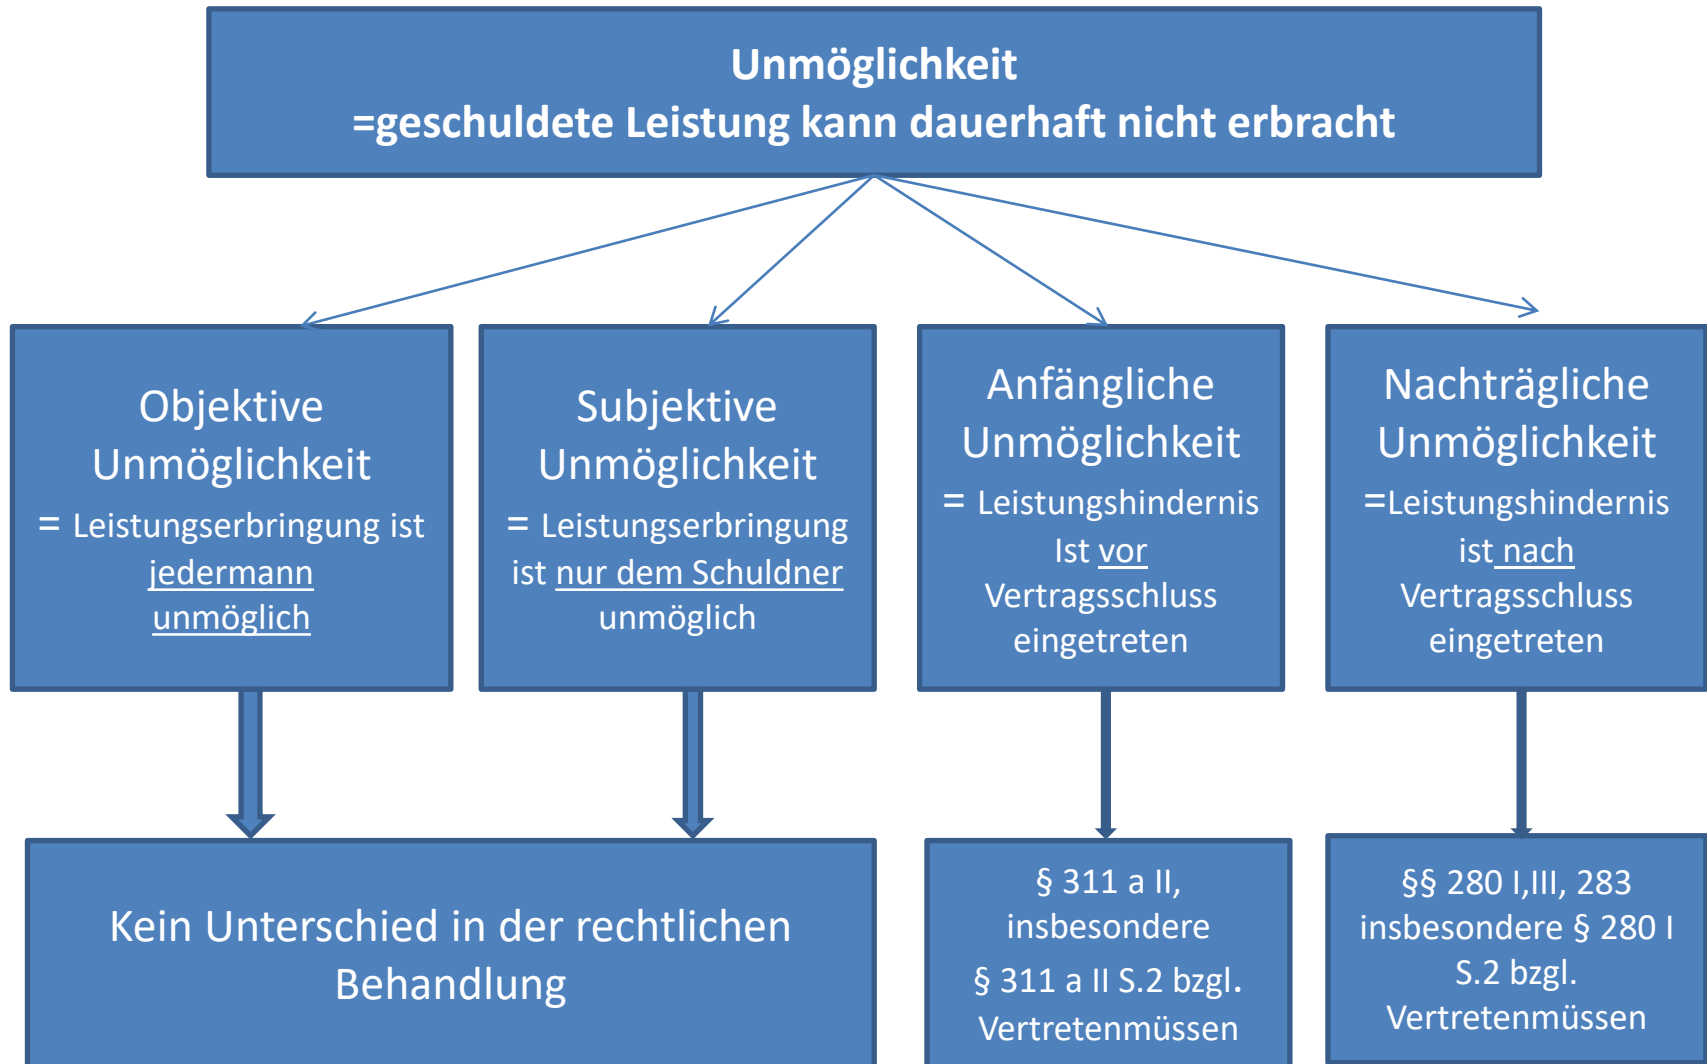 Unmöglichkeit
=geschuldete Leistung kann dauerhaft nicht erbracht
Objektive
Unmöglichkeit
= Leistungserbringung ist
jedermann
unmöglich
Subjektive
Unmöglichkeit
= Leistungserbringung
ist nur dem Schuldner
unmöglich
Anfängliche
Unmöglichkeit
= Leistungshindernis
Ist vor
Vertragsschluss
eingetreten
Nachträgliche
Unmöglichkeit
=Leistungshindernis
ist nach
Vertragsschluss
eingetreten
Kein Unterschied in der rechtlichen
Behandlung
§ 311 a II,
insbesondere
§ 311 a II S.2 bzgl.
Vertretenmüssen
§§ 280 I,III, 283
insbesondere § 280 I
S.2 bzgl.
Vertretenmüssen